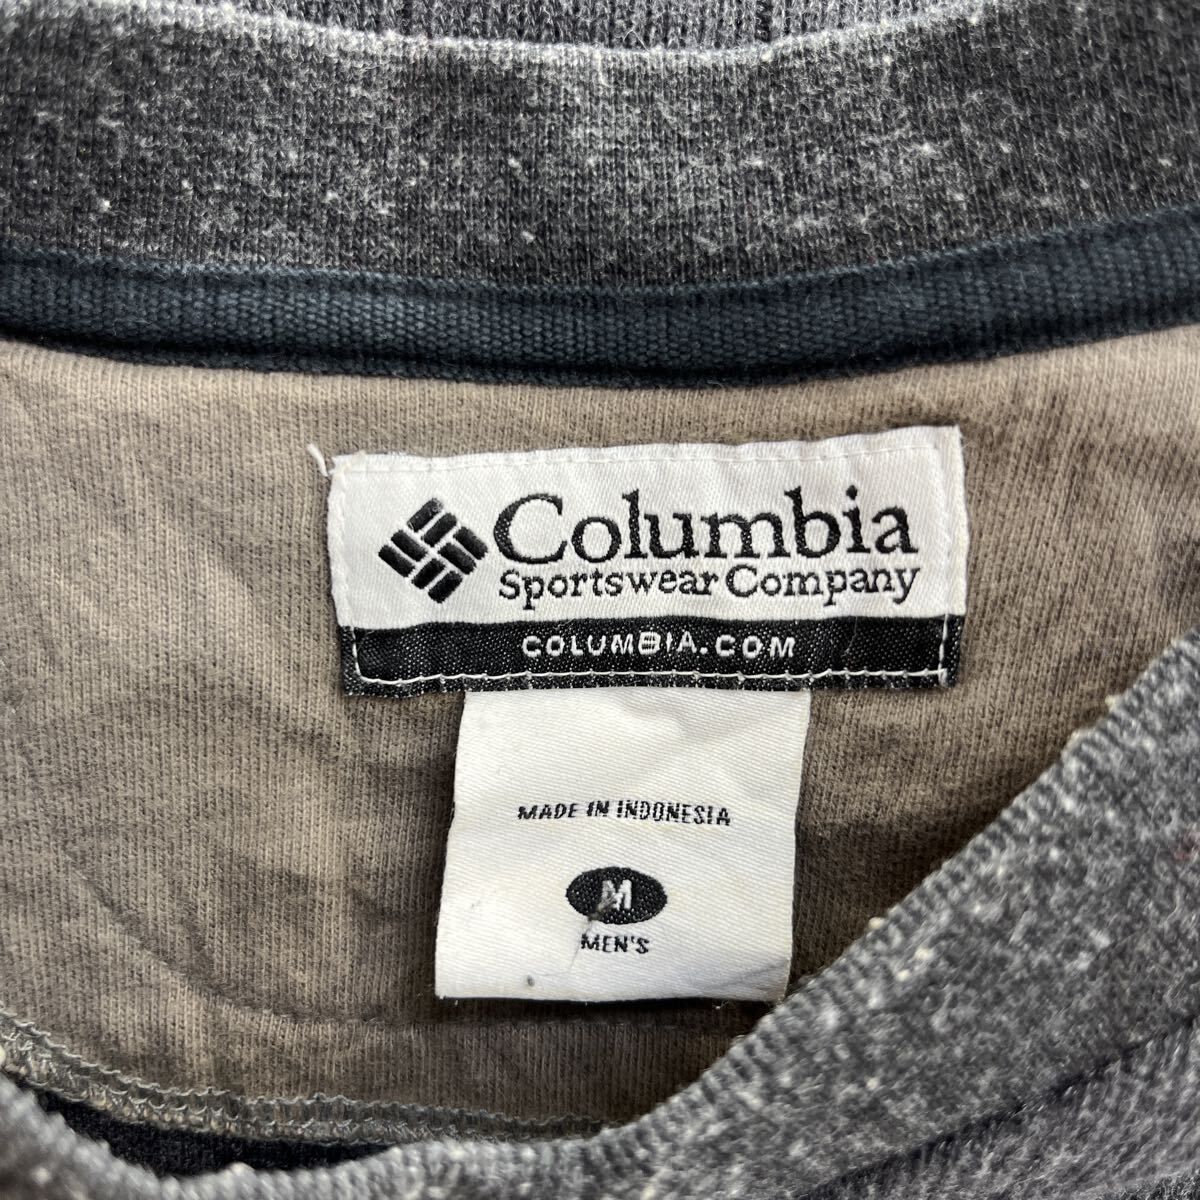 Columbia
Sportswear Company
COLUMBIA.COM
MADE IN INDONESIA
M
MEN'S